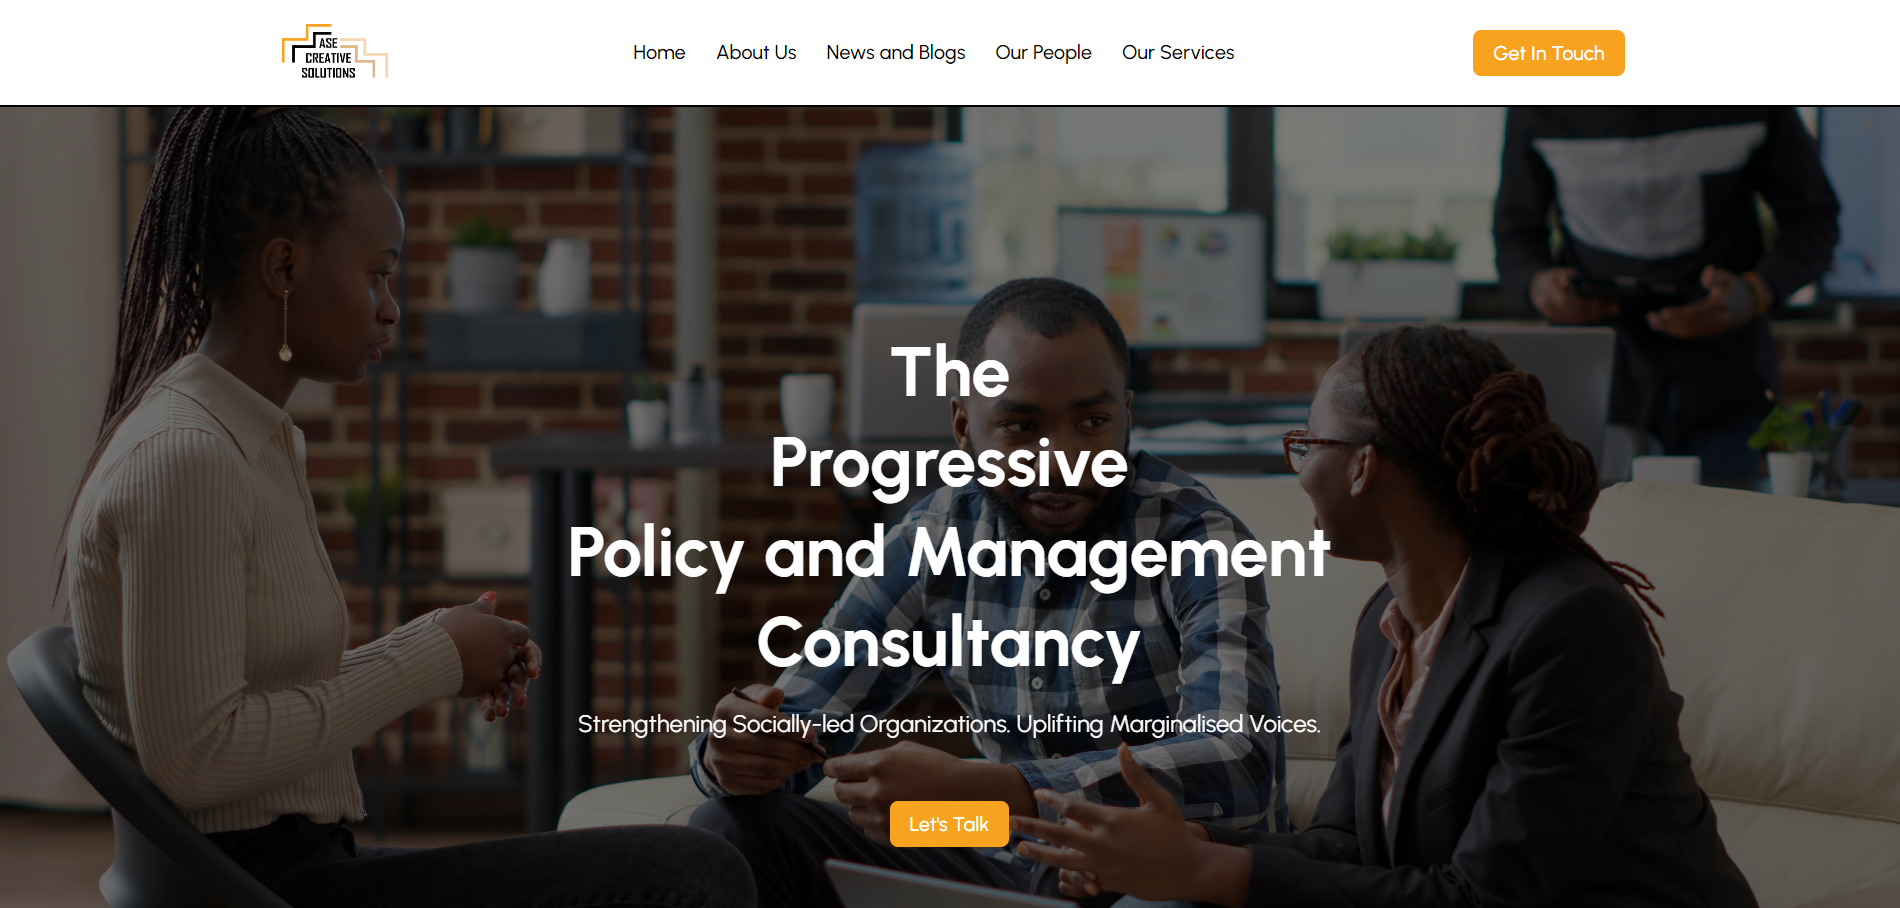 ASE
CREATIVE
SOLUTIONS
Home
About Us
News and Blogs
Our People
Our Services
Get In Touch
The
Progressive
Policy and Management
Consultancy
Strengthening Socially-led Organizations. Uplifting Marginalised Voices.
Let's Talk